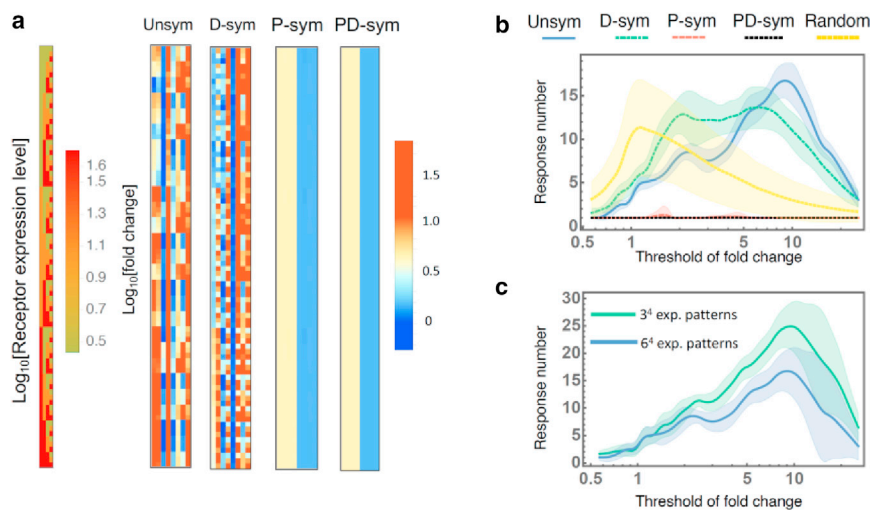 a
Unsym D-sym P-sym PD-sym
Log10[Receptor expression level]
1.6
1.5
1.3
1.1
0.9
0.7
0.5
Log10[fold change]
1.5
1.0
0.5
0
b
Unsym D-sym P-sym PD-sym Random
Response number
15
10
5
1
0.5 1 5 10
Threshold of fold change
c
Response number
30
25
20
15
10
5
0
3⁴ exp. patterns
6⁴ exp. patterns
0.5 1 5 10
Threshold of fold change